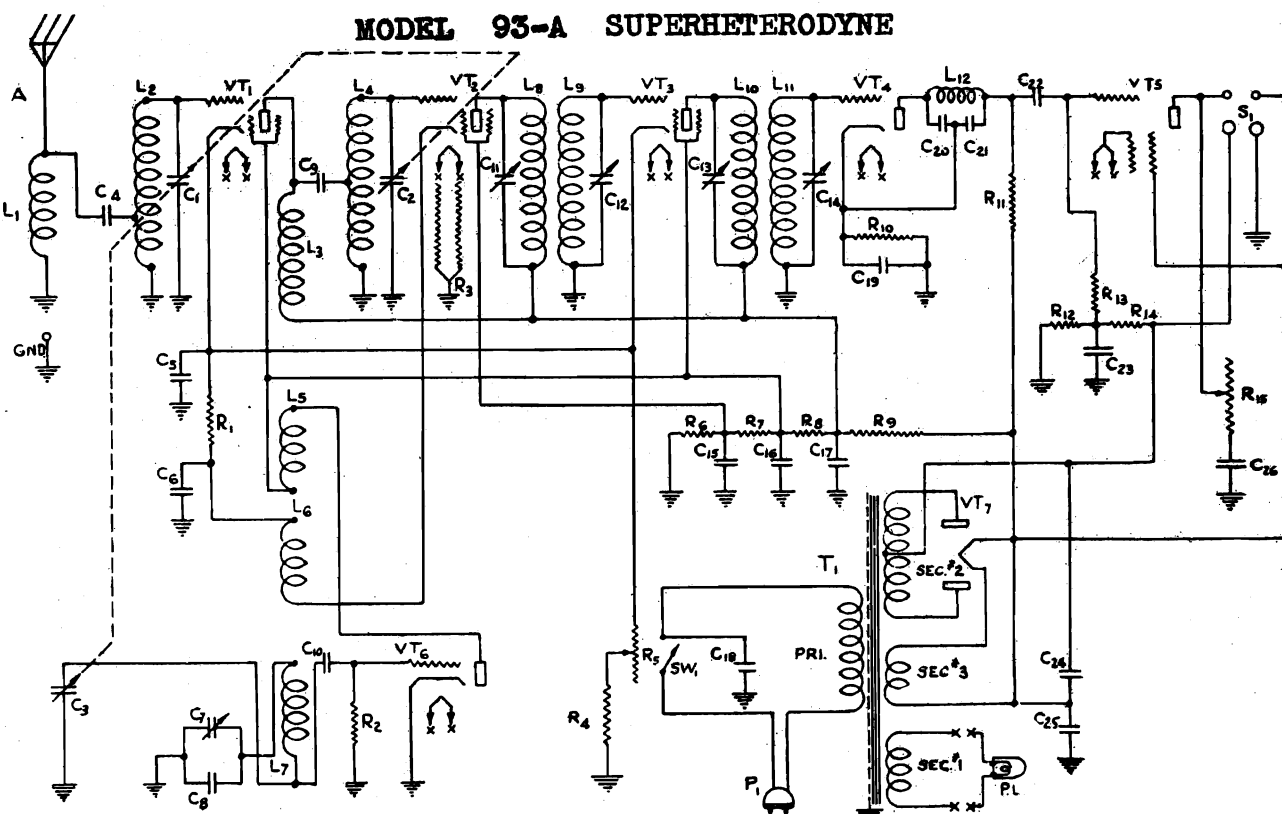 MODEL 93-A SUPERHETERODYNE
A
L2
VT1
L4
VT2
L8
L9
VT3
L10
L11
VT4
L12
C22
VT5
S1
C20
C21
C9
C11
C13
C1
C2
C12
C14
C4
L1
R11
L3
R10
R3
C19
R13
R12
R14
GND
C5
C23
L5
R1
R6
R7
R8
R9
R15
C15
C16
C17
C6
C26
L6
VT7
T1
SEC.#2
C10
VT6
R5
SW1
C18
PRI.
SEC#3
C24
C3
C7
R2
R4
C25
L7
C8
P1
SEC#1
P.L.
X X